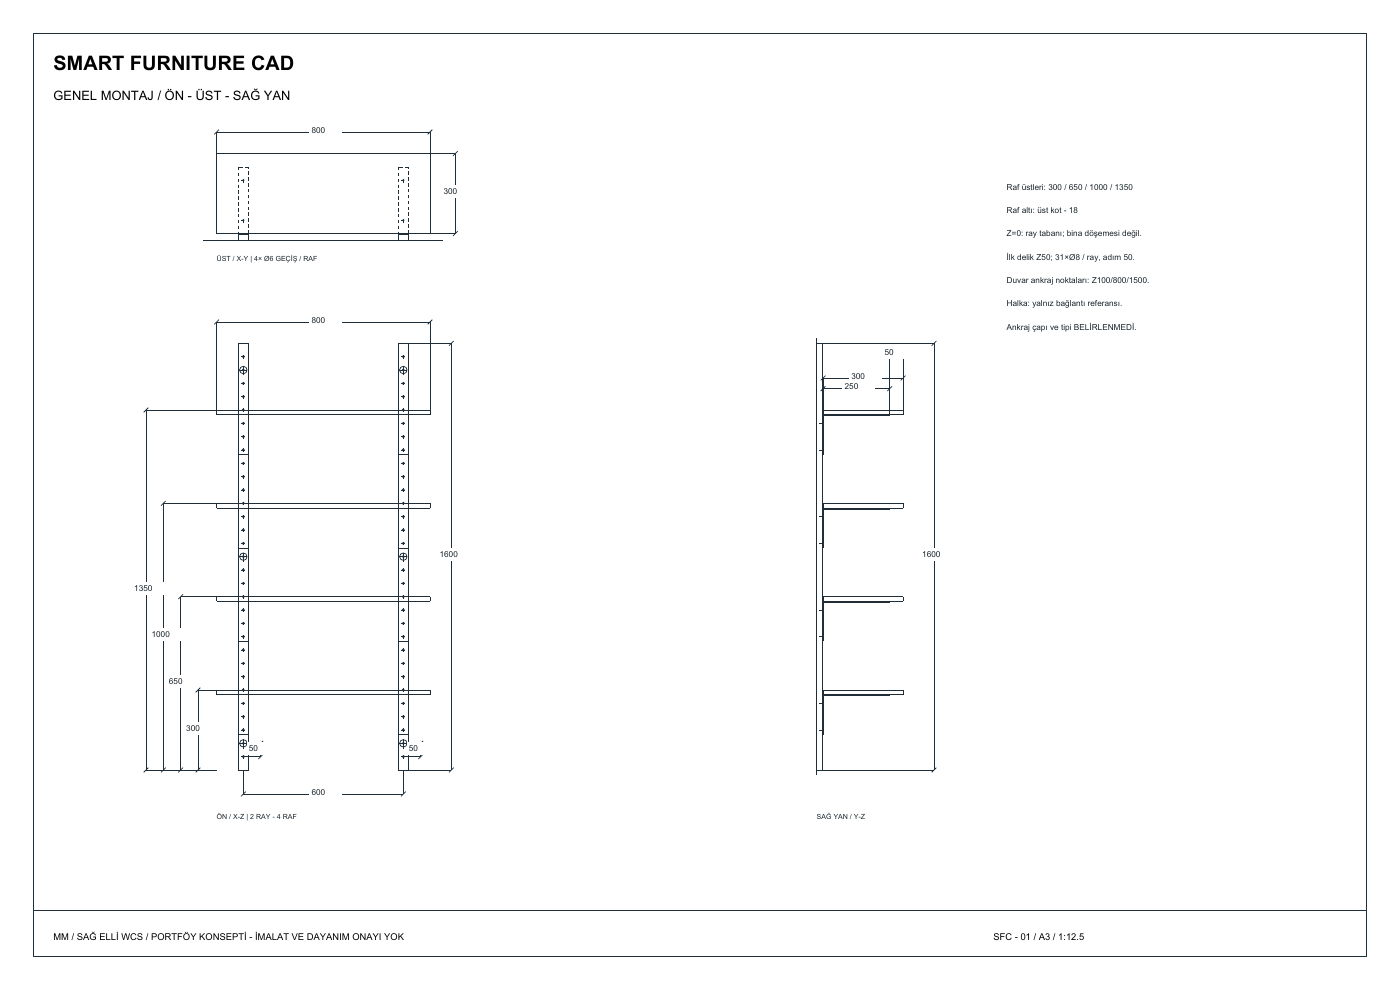 SMART FURNITURE CAD
GENEL MONTAJ / ÖN - ÜST - SAĞ YAN
800
300
ÜST / X-Y | 4× Ø6 GEÇİŞ / RAF
Raf üstleri: 300 / 650 / 1000 / 1350
Raf altı: üst kot - 18
Z=0: ray tabanı; bina döşemesi değil.
İlk delik Z50; 31×Ø8 / ray, adım 50.
Duvar ankraj noktaları: Z100/800/1500.
Halka: yalnız bağlantı referansı.
Ankraj çapı ve tipi BELİRLENMEDİ.
800
1600
1350
1000
650
300
50
50
600
ÖN / X-Z | 2 RAY - 4 RAF
50
300
250
1600
SAĞ YAN / Y-Z
MM / SAĞ ELLİ WCS / PORTFÖY KONSEPTİ - İMALAT VE DAYANIM ONAYI YOK
SFC - 01 / A3 / 1:12.5